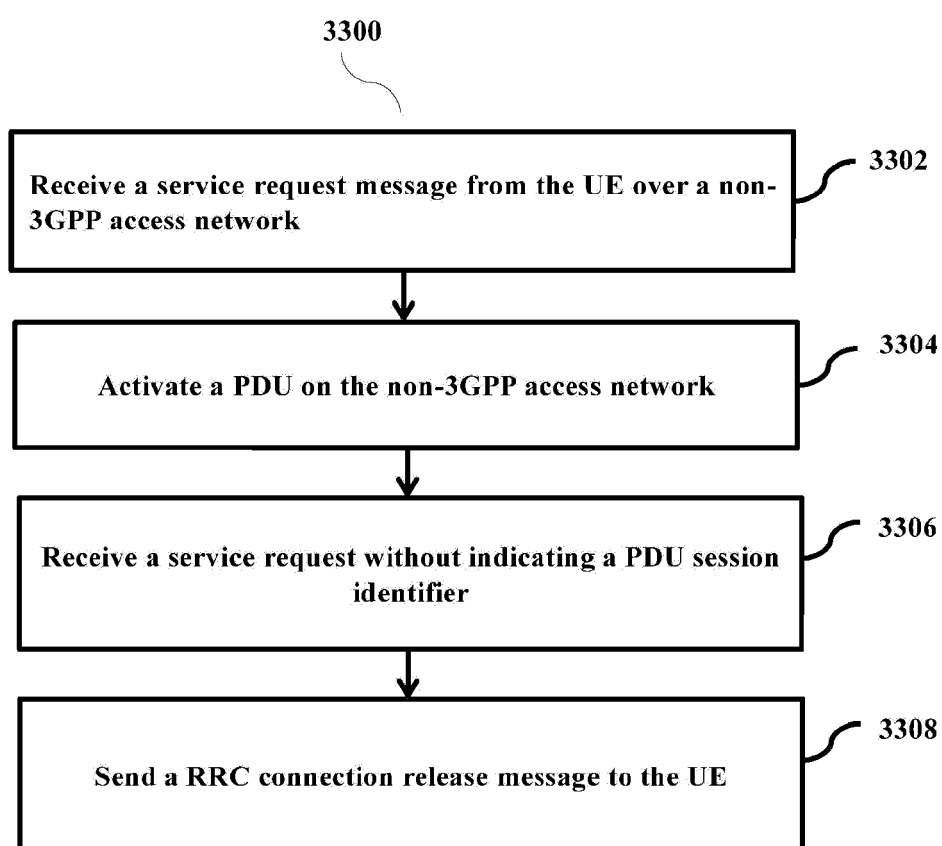 3300
3302
Receive a service request message from the UE over a non-
3GPP access network
3304
Activate a PDU on the non-3GPP access network
3306
Receive a service request without indicating a PDU session
identifier
3308
Send a RRC connection release message to the UE